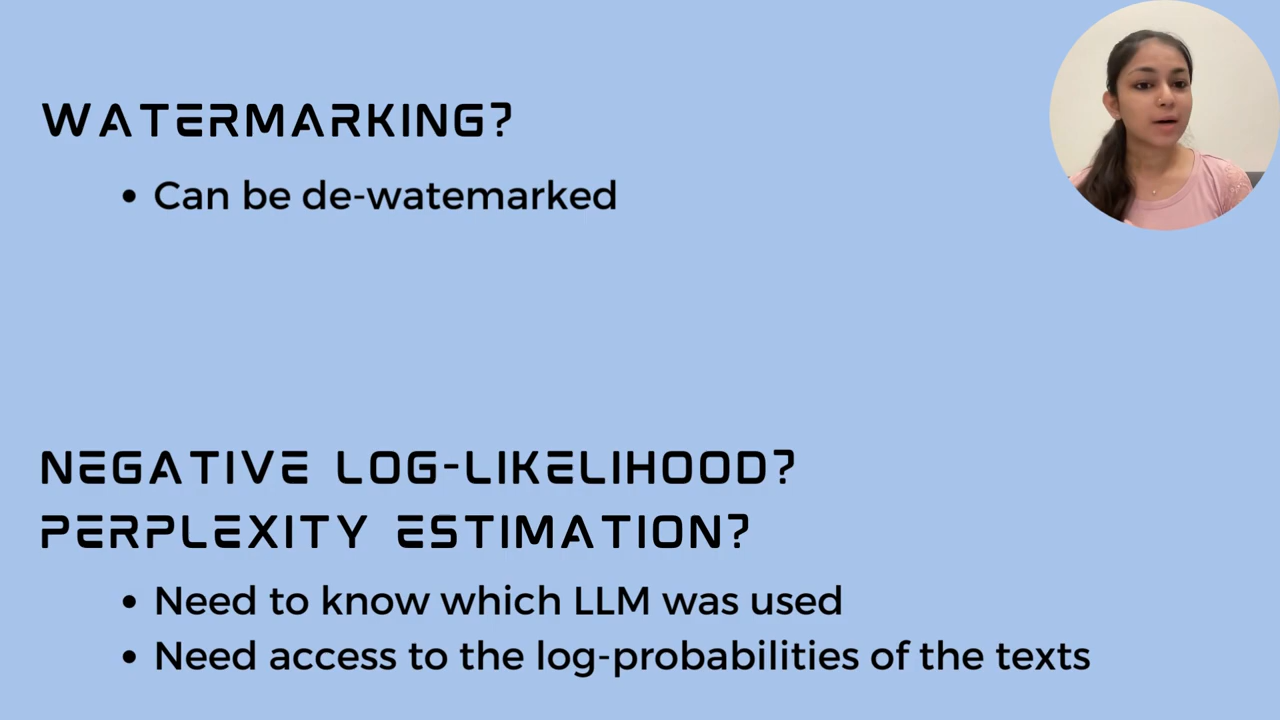 WATERMARKING?
• Can be de-watemarked
NEGATIVE LOG-LIKELIHOOD?
PERPLEXITY ESTIMATION?
• Need to know which LLM was used
• Need access to the log-probabilities of the texts